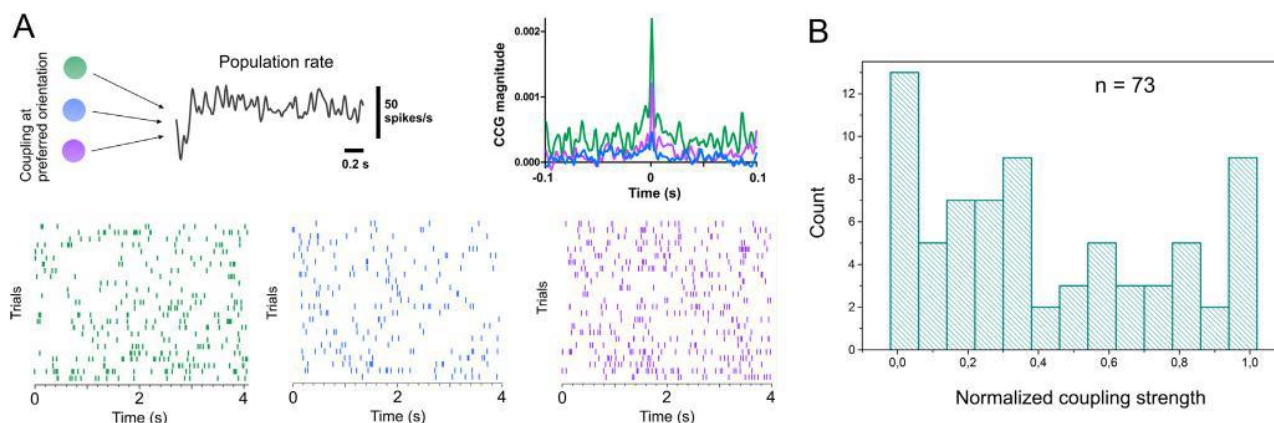 A
Coupling at
preferred orientation
Population rate
50
spikes/s
0.2 s
CCG magnitude
0.002
0.001
0.000
-0.1
0
0.1
Time (s)
Trials
0
2
4
Time (s)
Trials
0
2
4
Time (s)
Trials
0
2
4
Time (s)
B
n = 73
Count
12
10
8
6
4
2
0
0,0
0,2
0,4
0,6
0,8
1,0
Normalized coupling strength